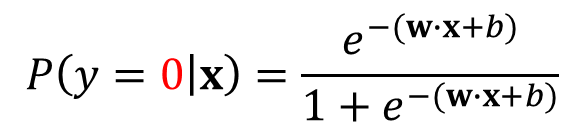 P(y = 0|x) = e^{-(w·x+b)} / (1 + e^{-(w·x+b)})